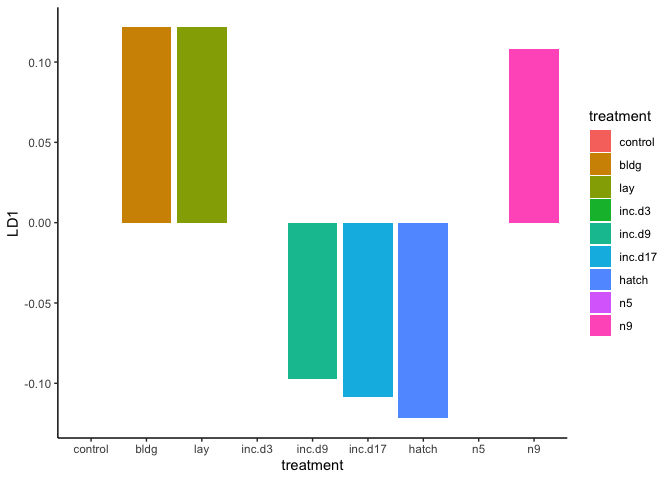 LD1
0.10
0.05
0.00
-0.05
-0.10
control bldg lay inc.d3 inc.d9 inc.d17 hatch n5 n9
treatment
treatment
control
bldg
lay
inc.d3
inc.d9
inc.d17
hatch
n5
n9